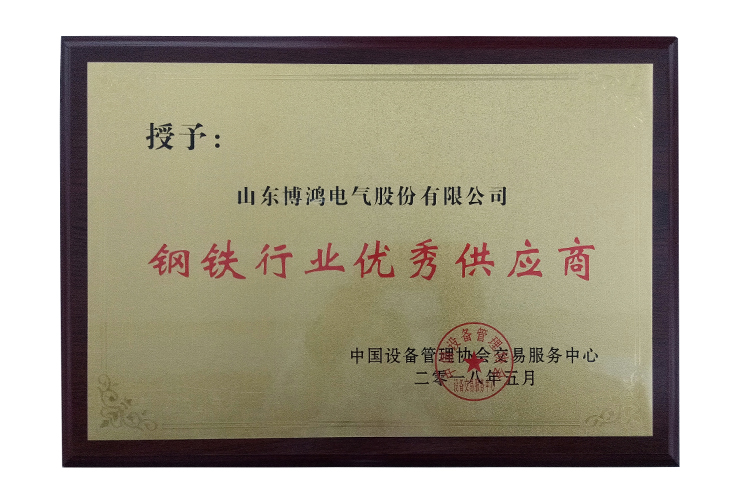 授予:
山东博鸿电气股份有限公司
钢铁行业优秀供应商
中国设备管理协会交易服务中心
二零一八年五月